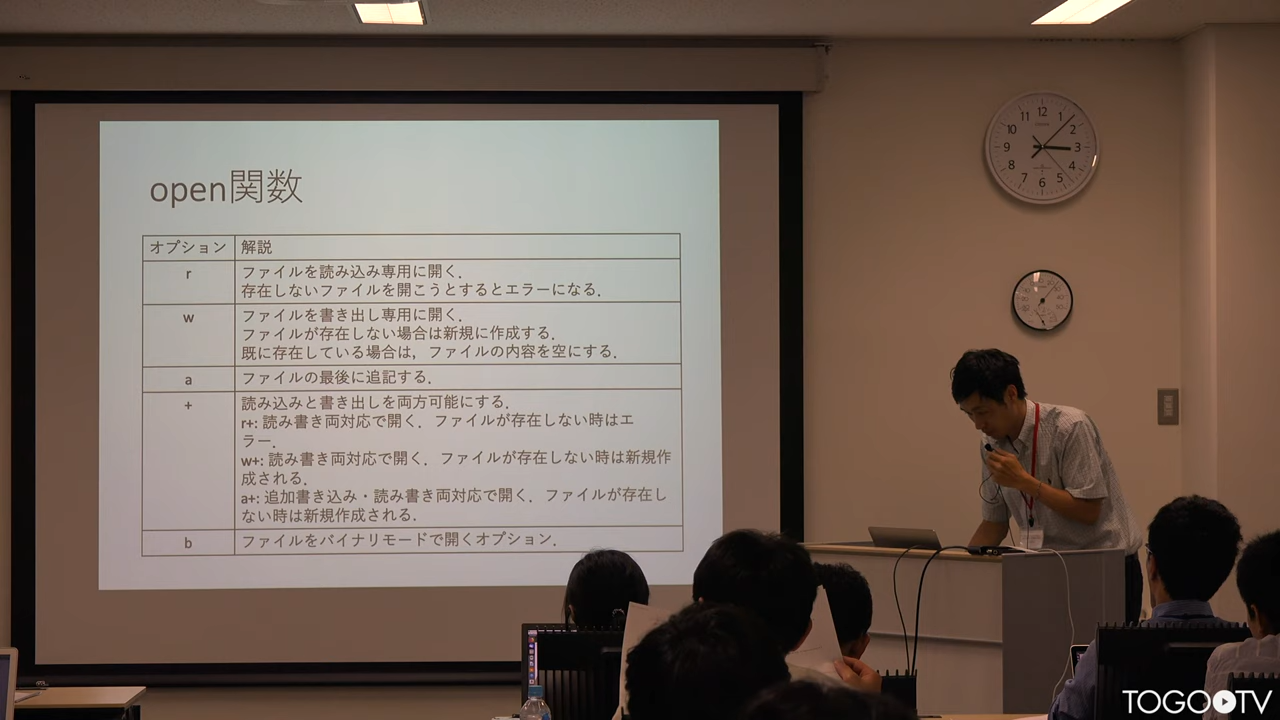 open関数
オプション 解説
r ファイルを読み込み専用に開く．
存在しないファイルを開こうとするとエラーになる．
w ファイルを書き出し専用に開く．
ファイルが存在しない場合は新規に作成する．
既に存在している場合は，ファイルの内容を空にする．
a ファイルの最後に追記する．
+ 読み込みと書き出しを両方可能にする．
r+: 読み書き両対応で開く．ファイルが存在しない時はエ
ラー．
w+: 読み書き両対応で開く．ファイルが存在しない時は新規作
成される．
a+: 追加書き込み・読み書き両対応で開く．ファイルが存在し
ない時は新規作成される．
b ファイルをバイナリモードで開くオプション．
12
1
2
3
4
5
6
7
8
9
10
11
TOGOTV